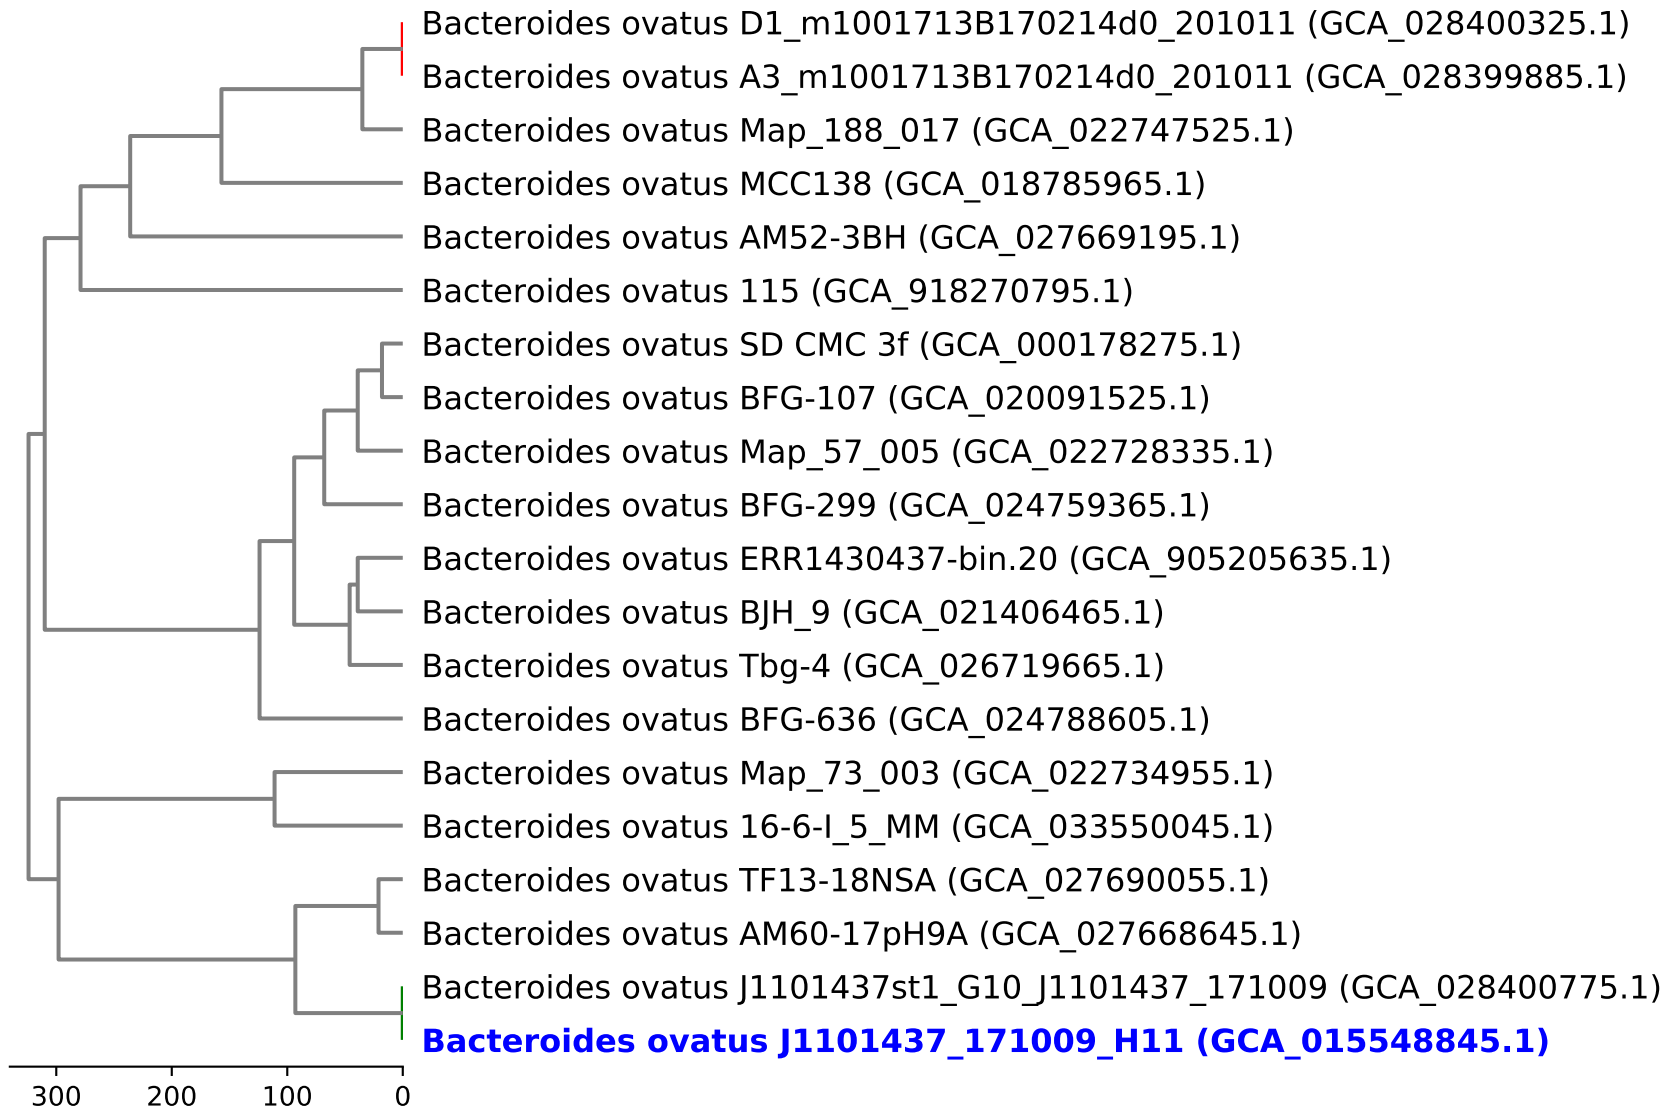 Bacteroides ovatus D1_m1001713B170214d0_201011 (GCA_028400325.1)
Bacteroides ovatus A3_m1001713B170214d0_201011 (GCA_028399885.1)
Bacteroides ovatus Map_188_017 (GCA_022747525.1)
Bacteroides ovatus MCC138 (GCA_018785965.1)
Bacteroides ovatus AM52-3BH (GCA_027669195.1)
Bacteroides ovatus 115 (GCA_918270795.1)
Bacteroides ovatus SD CMC 3f (GCA_000178275.1)
Bacteroides ovatus BFG-107 (GCA_020091525.1)
Bacteroides ovatus Map_57_005 (GCA_022728335.1)
Bacteroides ovatus BFG-299 (GCA_024759365.1)
Bacteroides ovatus ERR1430437-bin.20 (GCA_905205635.1)
Bacteroides ovatus BJH_9 (GCA_021406465.1)
Bacteroides ovatus Tbg-4 (GCA_026719665.1)
Bacteroides ovatus BFG-636 (GCA_024788605.1)
Bacteroides ovatus Map_73_003 (GCA_022734955.1)
Bacteroides ovatus 16-6-I_5_MM (GCA_033550045.1)
Bacteroides ovatus TF13-18NSA (GCA_027690055.1)
Bacteroides ovatus AM60-17pH9A (GCA_027668645.1)
Bacteroides ovatus J1101437st1_G10_J1101437_171009 (GCA_028400775.1)
Bacteroides ovatus J1101437_171009_H11 (GCA_015548845.1)
300 200 100 0